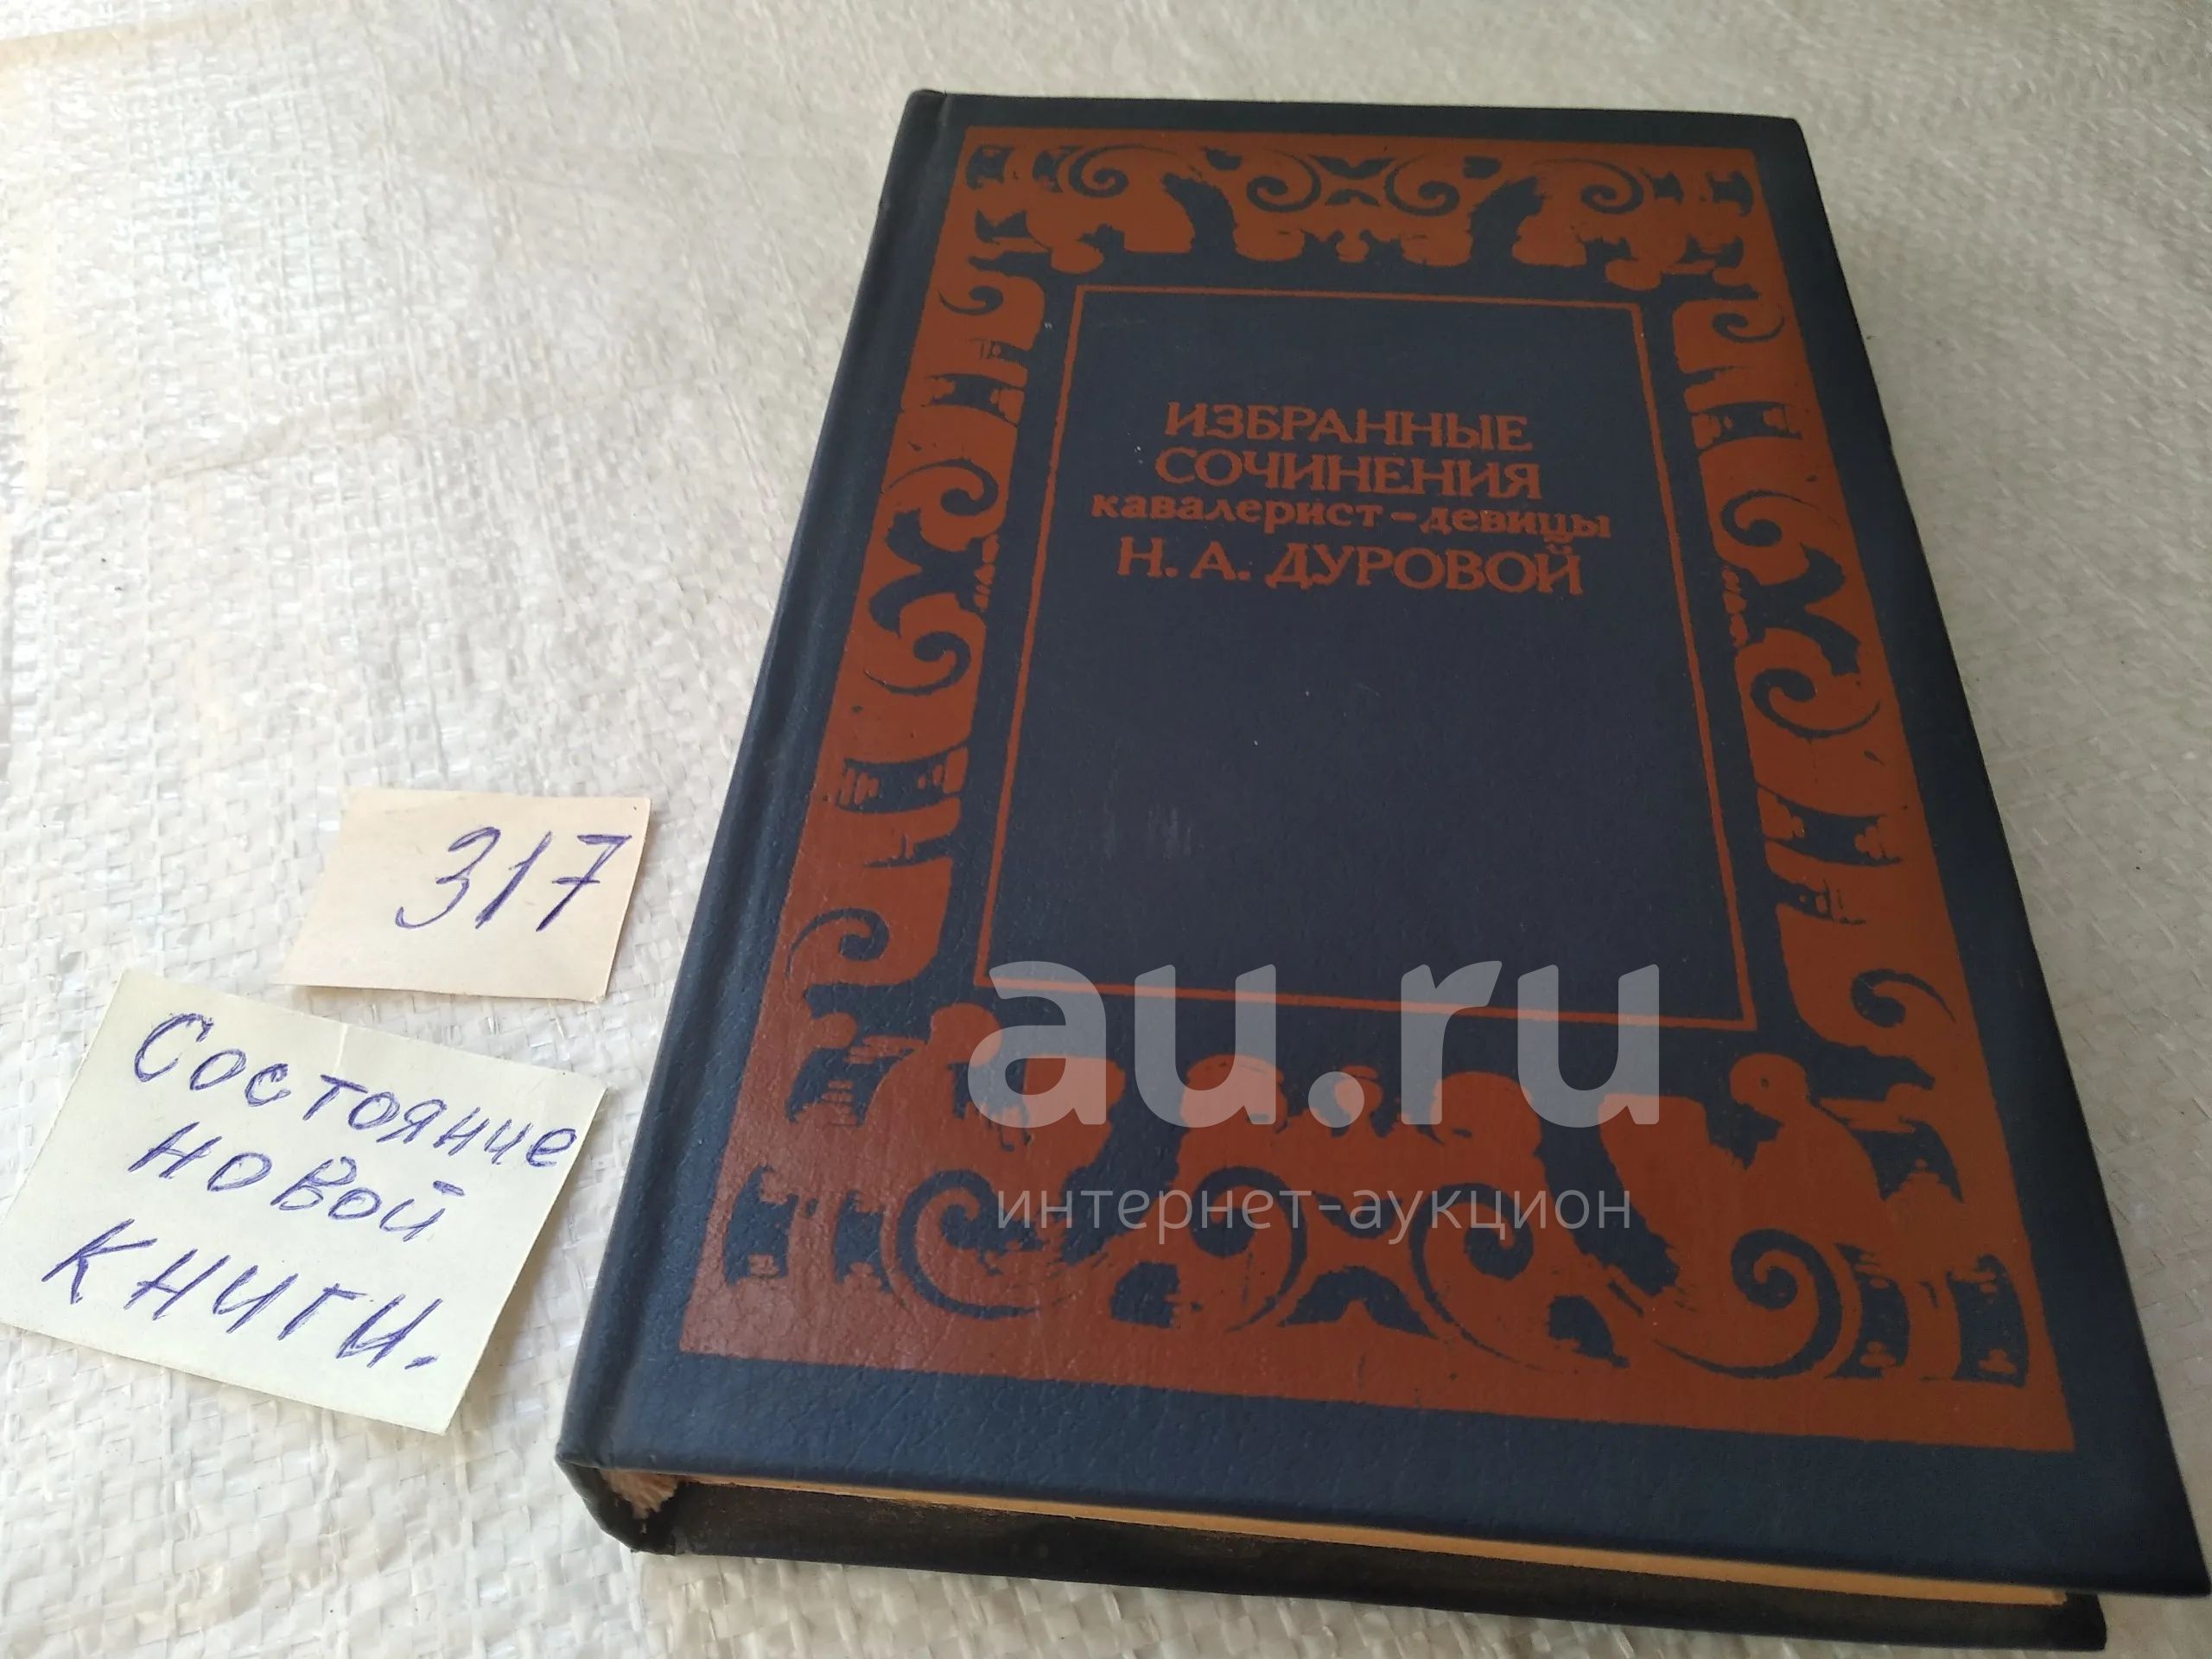 ИЗБРАННЫЕ
СОЧИНЕНИЯ
кавалерист-девицы
Н. А. ДУРОВОЙ
317
Состояние
новой
книги.
au.ru
интернет-аукцион